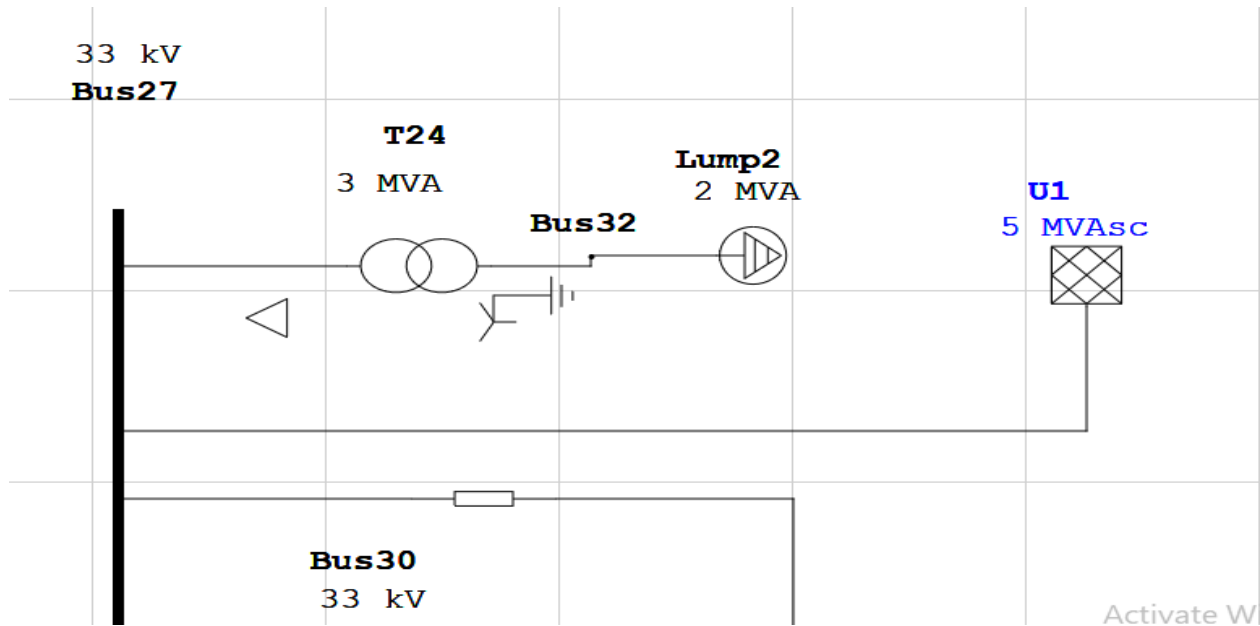 33 kV
Bus27
T24
3 MVA
Lump2
2 MVA
Bus32
U1
5 MVAsc
Bus30
33 kV
Activate W